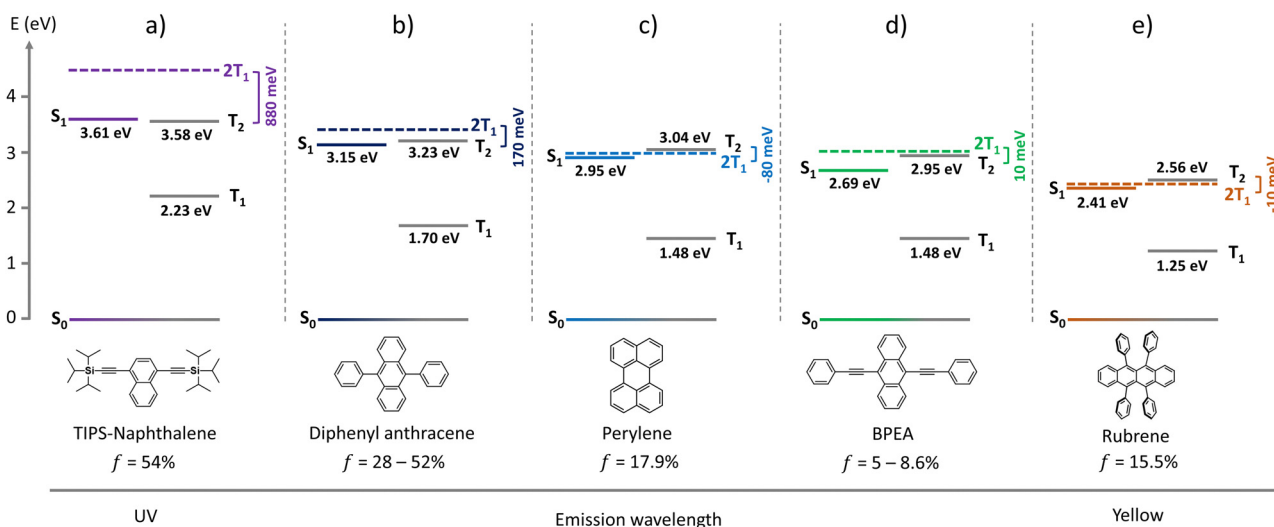 E (eV)
a)
b)
c)
d)
e)
4
3
2
1
0
S1
3.61 eV
2T1
880 meV
T2
3.58 eV
T1
2.23 eV
S0
2T1
170 meV
S1
3.15 eV
T2
3.23 eV
T1
1.70 eV
S0
3.04 eV
T2
-80 meV
S1
2.95 eV
2T1
T1
1.48 eV
S0
2T1
10 meV
S1
2.69 eV
T2
2.95 eV
T1
1.48 eV
S0
2.56 eV
T2
-10 meV
S1
2.41 eV
2T1
T1
1.25 eV
S0
Si
Si
TIPS-Naphthalene
Diphenyl anthracene
Perylene
BPEA
Rubrene
f = 54%
f = 28 – 52%
f = 17.9%
f = 5 – 8.6%
f = 15.5%
UV
Emission wavelength
Yellow